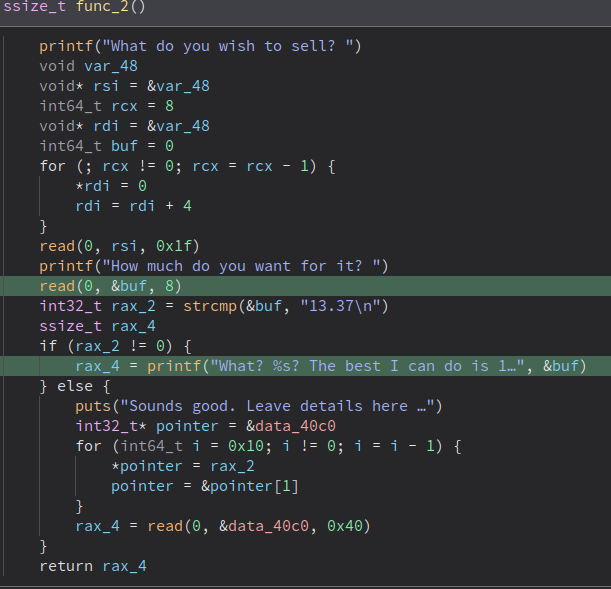 ssize_t func_2()
printf("What do you wish to sell? ")
void var_48
void* rsi = &var_48
int64_t rcx = 8
void* rdi = &var_48
int64_t buf = 0
for (; rcx != 0; rcx = rcx - 1) {
*rdi = 0
rdi = rdi + 4
}
read(0, rsi, 0x1f)
printf("How much do you want for it? ")
read(0, &buf, 8)
int32_t rax_2 = strcmp(&buf, "13.37\n")
ssize_t rax_4
if (rax_2 != 0) {
rax_4 = printf("What? %s? The best I can do is 1…", &buf)
} else {
puts("Sounds good. Leave details here …")
int32_t* pointer = &data_40c0
for (int64_t i = 0x10; i != 0; i = i - 1) {
*pointer = rax_2
pointer = &pointer[1]
}
rax_4 = read(0, &data_40c0, 0x40)
}
return rax_4